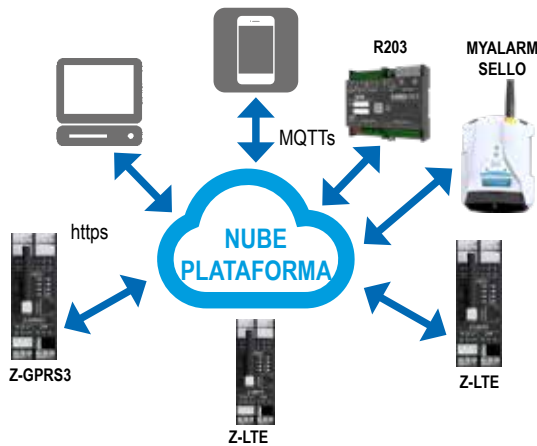 R203
MYALARM
SELLO
MQTTs
https
NUBE
PLATAFORMA
Z-GPRS3
Z-LTE
Z-LTE